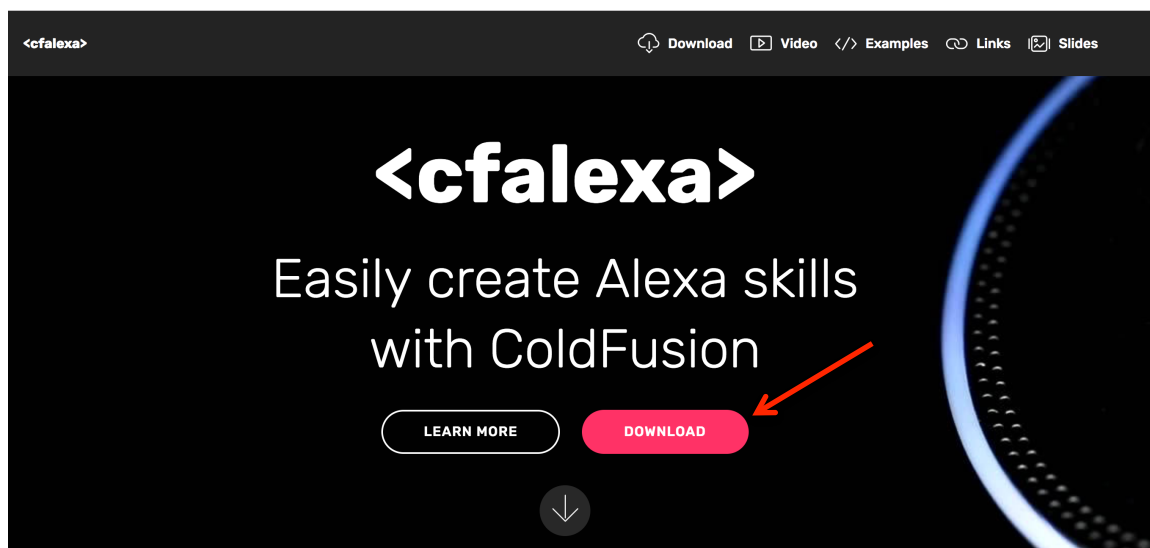 <cfalexa>
Download Video </> Examples Links Slides
<cfalexa>
Easily create Alexa skills
with ColdFusion
LEARN MORE DOWNLOAD